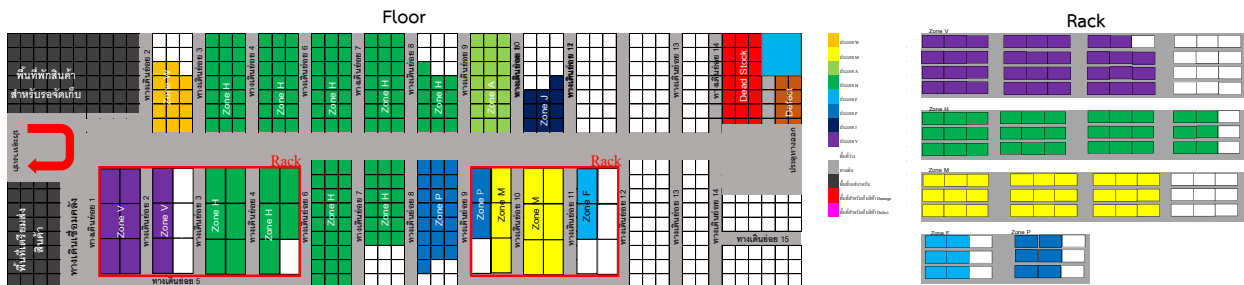 Floor
Rack
พื้นที่พักสินค้า
สำหรับรอจัดเก็บ
ทางเดินย่อย 2
Zone W
ทางเดินย่อย 3
Zone H
ทางเดินย่อย 4
Zone H
ทางเดินย่อย 6
Zone H
ทางเดินย่อย 7
Zone H
ทางเดินย่อย 8
Zone H
ทางเดินย่อย 9
Zone A
ทางเดินย่อย 10
Zone J
ทางเดินย่อย 12
ทางเดินย่อย 13
ทางเดินย่อย 14
Dead Stock
Defect
Rack
Rack
ประตูทางออก
พื้นที่เตรียมส่ง
สินค้า
ทางเดินเชื่อมคลัง
ทางเดินย่อย 1
Zone V
ทางเดินย่อย 2
Zone V
ทางเดินย่อย 3
Zone H
ทางเดินย่อย 4
Zone H
ทางเดินย่อย 6
Zone H
ทางเดินย่อย 7
Zone H
ทางเดินย่อย 8
Zone P
ทางเดินย่อย 9
Zone P
Zone M
ทางเดินย่อย 10
Zone M
ทางเดินย่อย 11
Zone F
ทางเดินย่อย 12
ทางเดินย่อย 13
ทางเดินย่อย 14
ทางเดินย่อย 15
ทางเดินย่อย 5
Zone V
Zone H
Zone M
Zone F
Zone P